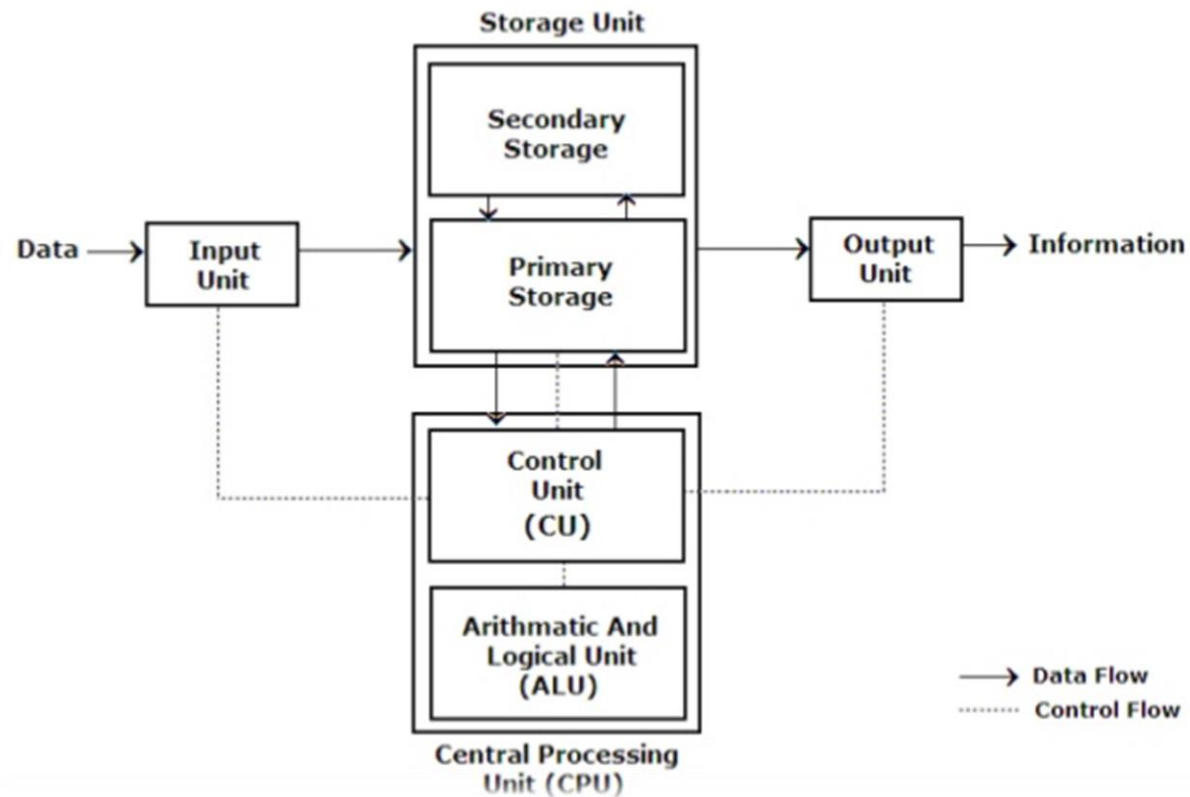 Storage Unit
Secondary
Storage
Data
Input
Unit
Primary
Storage
Output
Unit
Information
Control
Unit
(CU)
Arithmatic And
Logical Unit
(ALU)
Data Flow
Control Flow
Central Processing
Unit (CPU)